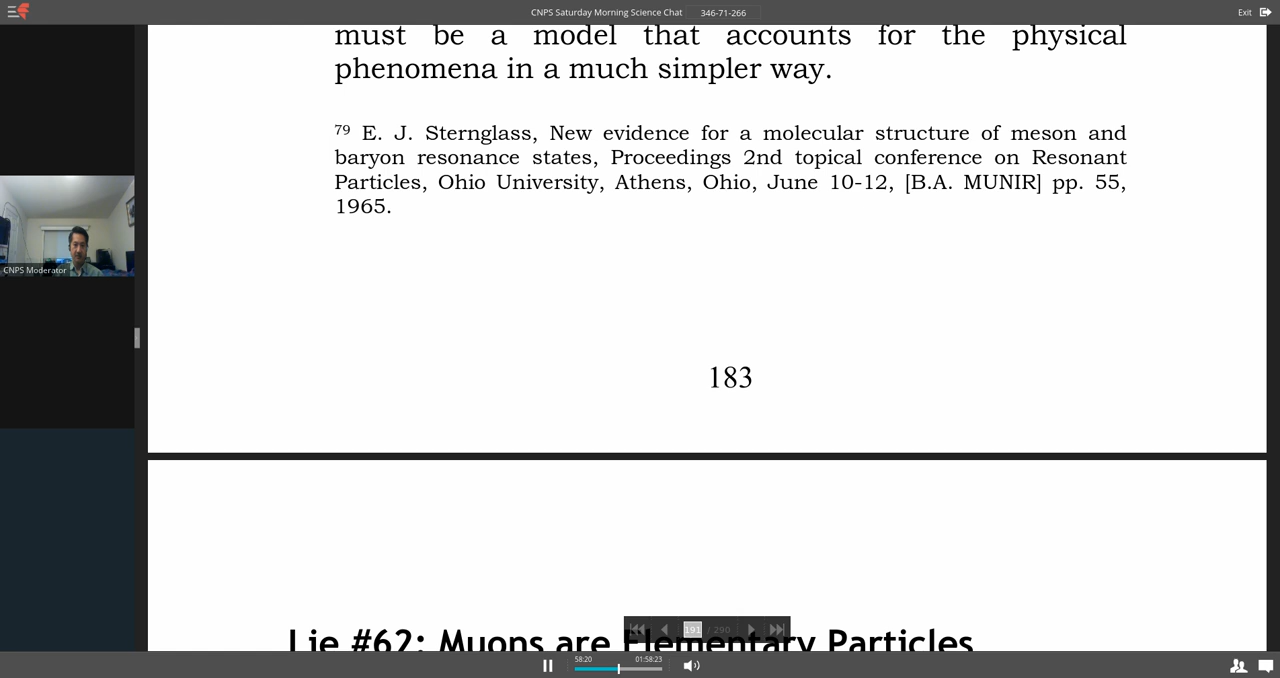 CNPS Saturday Morning Science Chat 346-71-266 Exit
must be a model that accounts for the physical
phenomena in a much simpler way.
79 E. J. Sternglass, New evidence for a molecular structure of meson and
baryon resonance states, Proceedings 2nd topical conference on Resonant
Particles, Ohio University, Athens, Ohio, June 10-12, [B.A. MUNIR] pp. 55,
1965.
CNPS Moderator
183
Lie #62: Muons are Elementary Particles
191 / 290
58:20 01:58:23